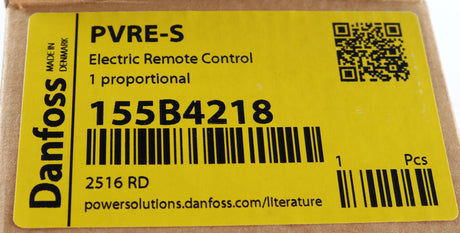 Danfoss
MADE IN
DENMARK
PVRE-S
Electric Remote Control
1 proportional
155B4218
2516 RD
powersolutions.danfoss.com/literature
1 Pcs